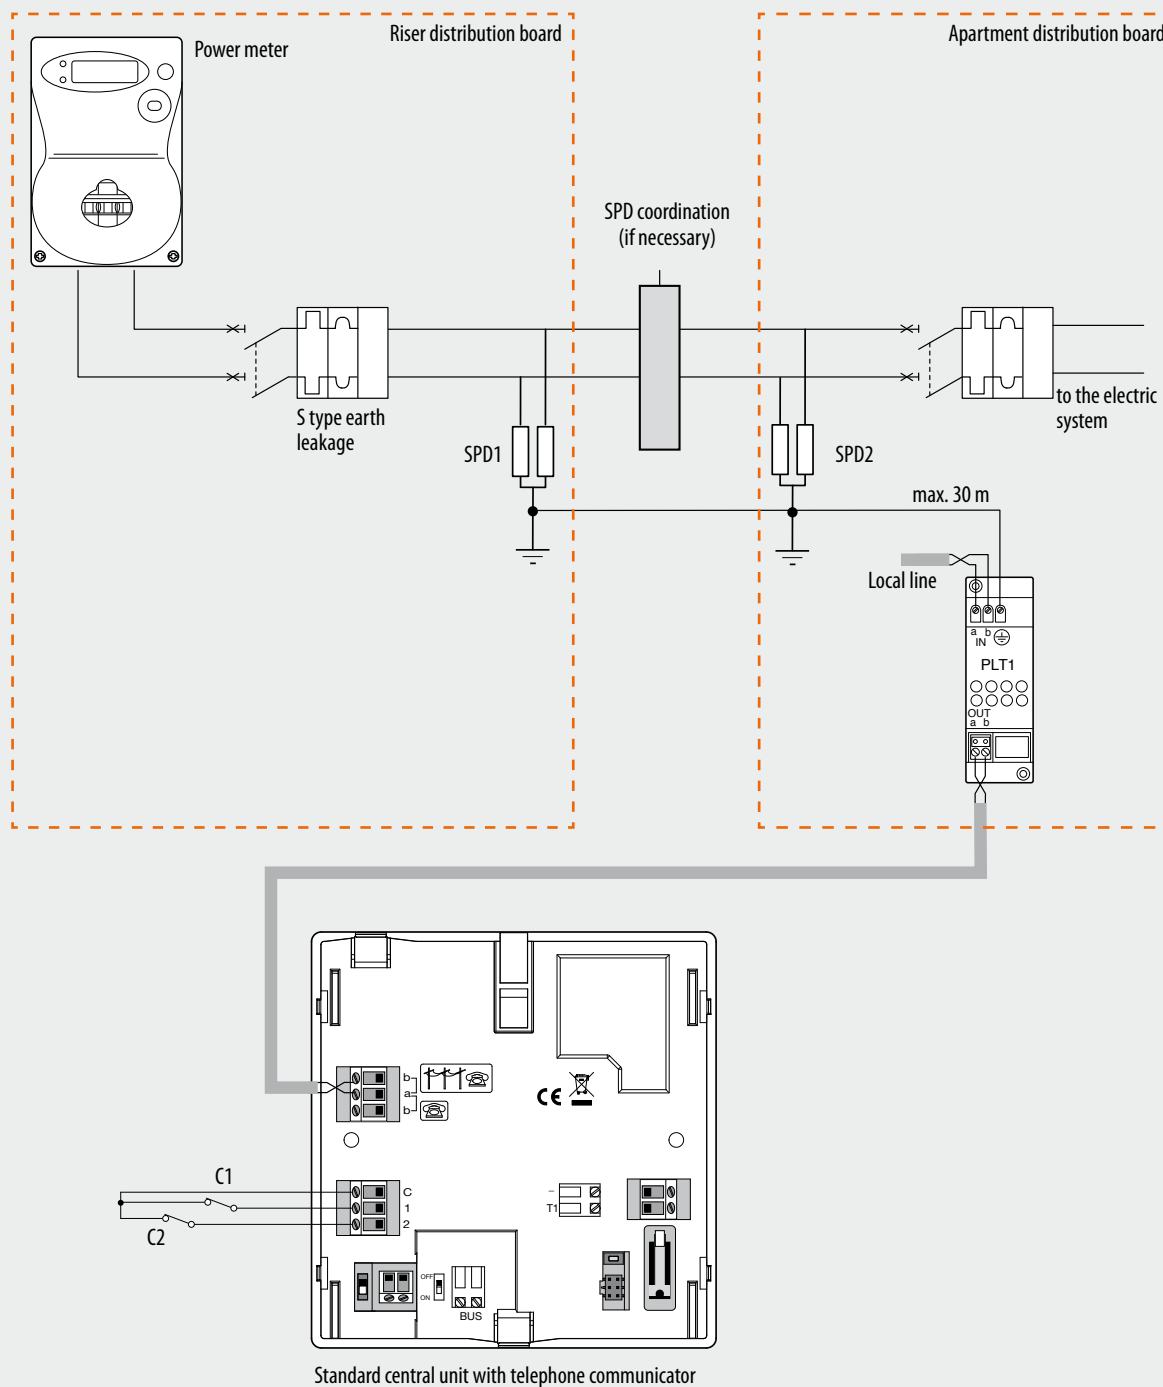 Riser distribution board
Apartment distribution board
Power meter
SPD coordination
(if necessary)
S type earth
leakage
to the electric
system
SPD1
SPD2
max. 30 m
Local line
a b
IN
PLT1
OUT
a b
b
a
b
CE
C1
C
1
2
C2
–
T1
OFF
ON
BUS
Standard central unit with telephone communicator